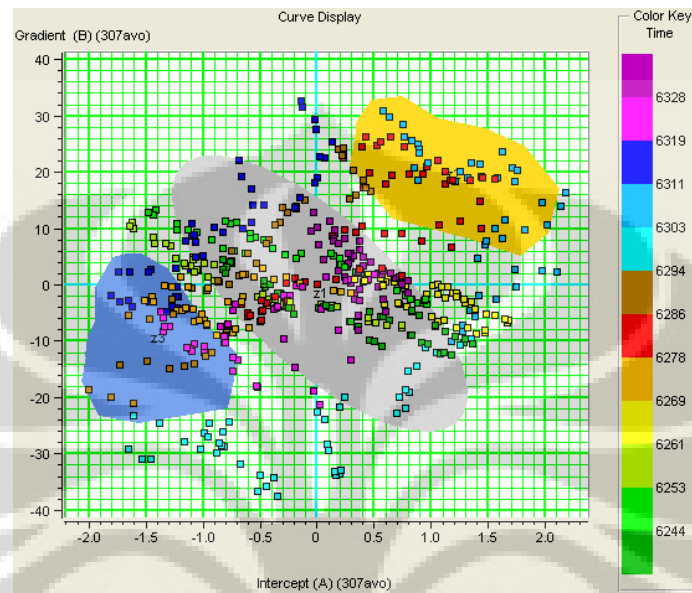 Curve Display
Color Key
Time
Gradient (B) (307avo)
40
30
20
10
0
-10
-20
-30
-40
z1
z3
-2.0 -1.5 -1.0 -0.5 0 0.5 1.0 1.5 2.0
Intercept (A) (307avo)
6328
6319
6311
6303
6294
6286
6278
6269
6261
6253
6244